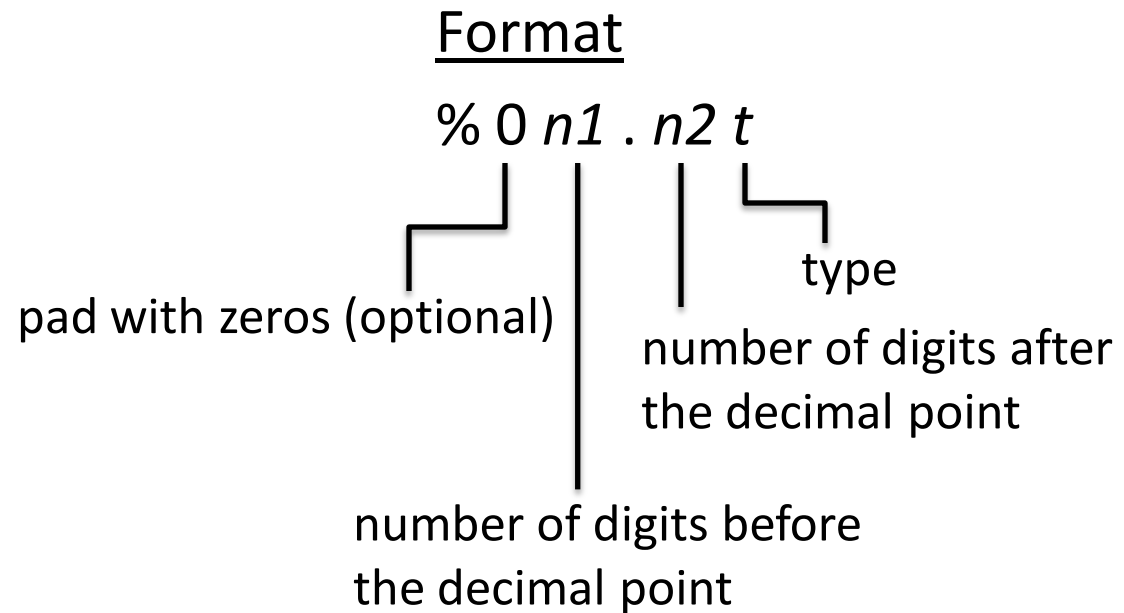 Format
% 0 n1 . n2 t
type
pad with zeros (optional)
number of digits after
the decimal point
number of digits before
the decimal point